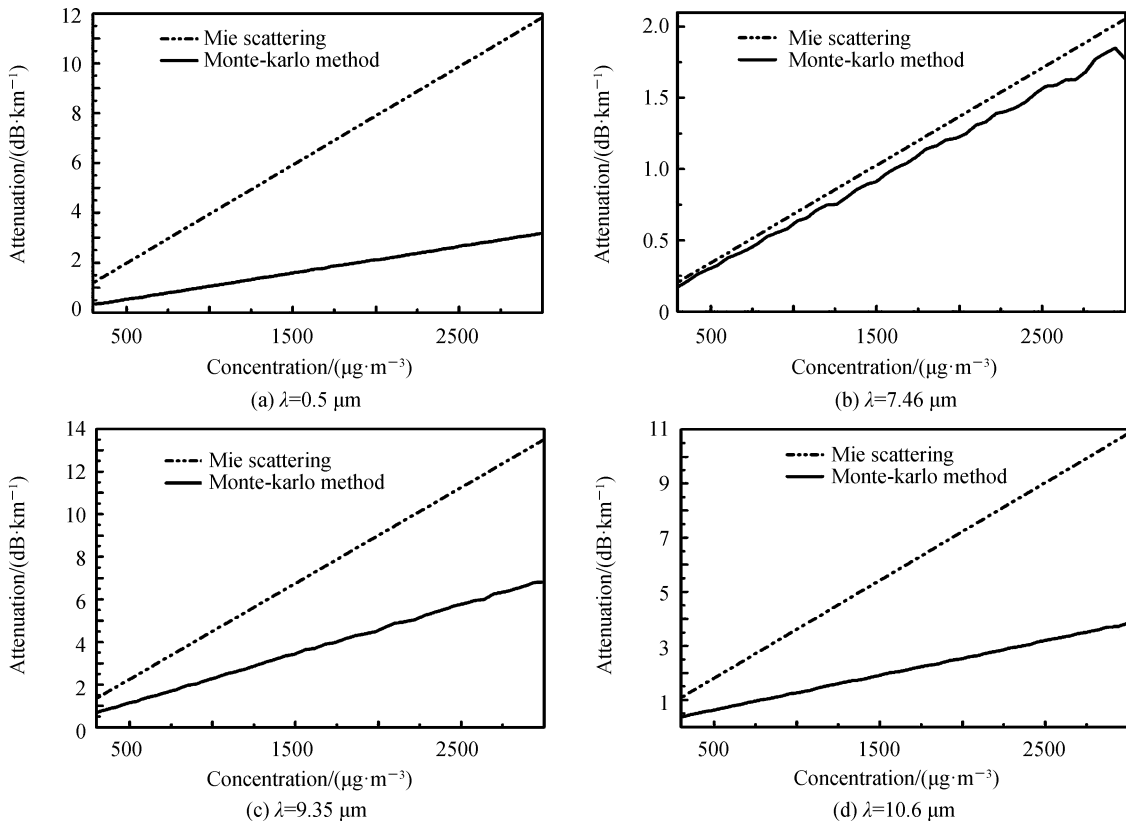 12
10
8
6
4
2
0
Attenuation/(dB·km⁻¹)
Mie scattering
Monte-karlo method
500
1500
2500
Concentration/(μg·m⁻³)
(a) λ=0.5 μm
2.0
1.5
1.0
0.5
0
Attenuation/(dB·km⁻¹)
Mie scattering
Monte-karlo method
500
1500
2500
Concentration/(μg·m⁻³)
(b) λ=7.46 μm
14
12
10
8
6
4
2
0
Attenuation/(dB·km⁻¹)
Mie scattering
Monte-karlo method
500
1500
2500
Concentration/(μg·m⁻³)
(c) λ=9.35 μm
11
9
7
5
3
1
Attenuation/(dB·km⁻¹)
Mie scattering
Monte-karlo method
500
1500
2500
Concentration/(μg·m⁻³)
(d) λ=10.6 μm